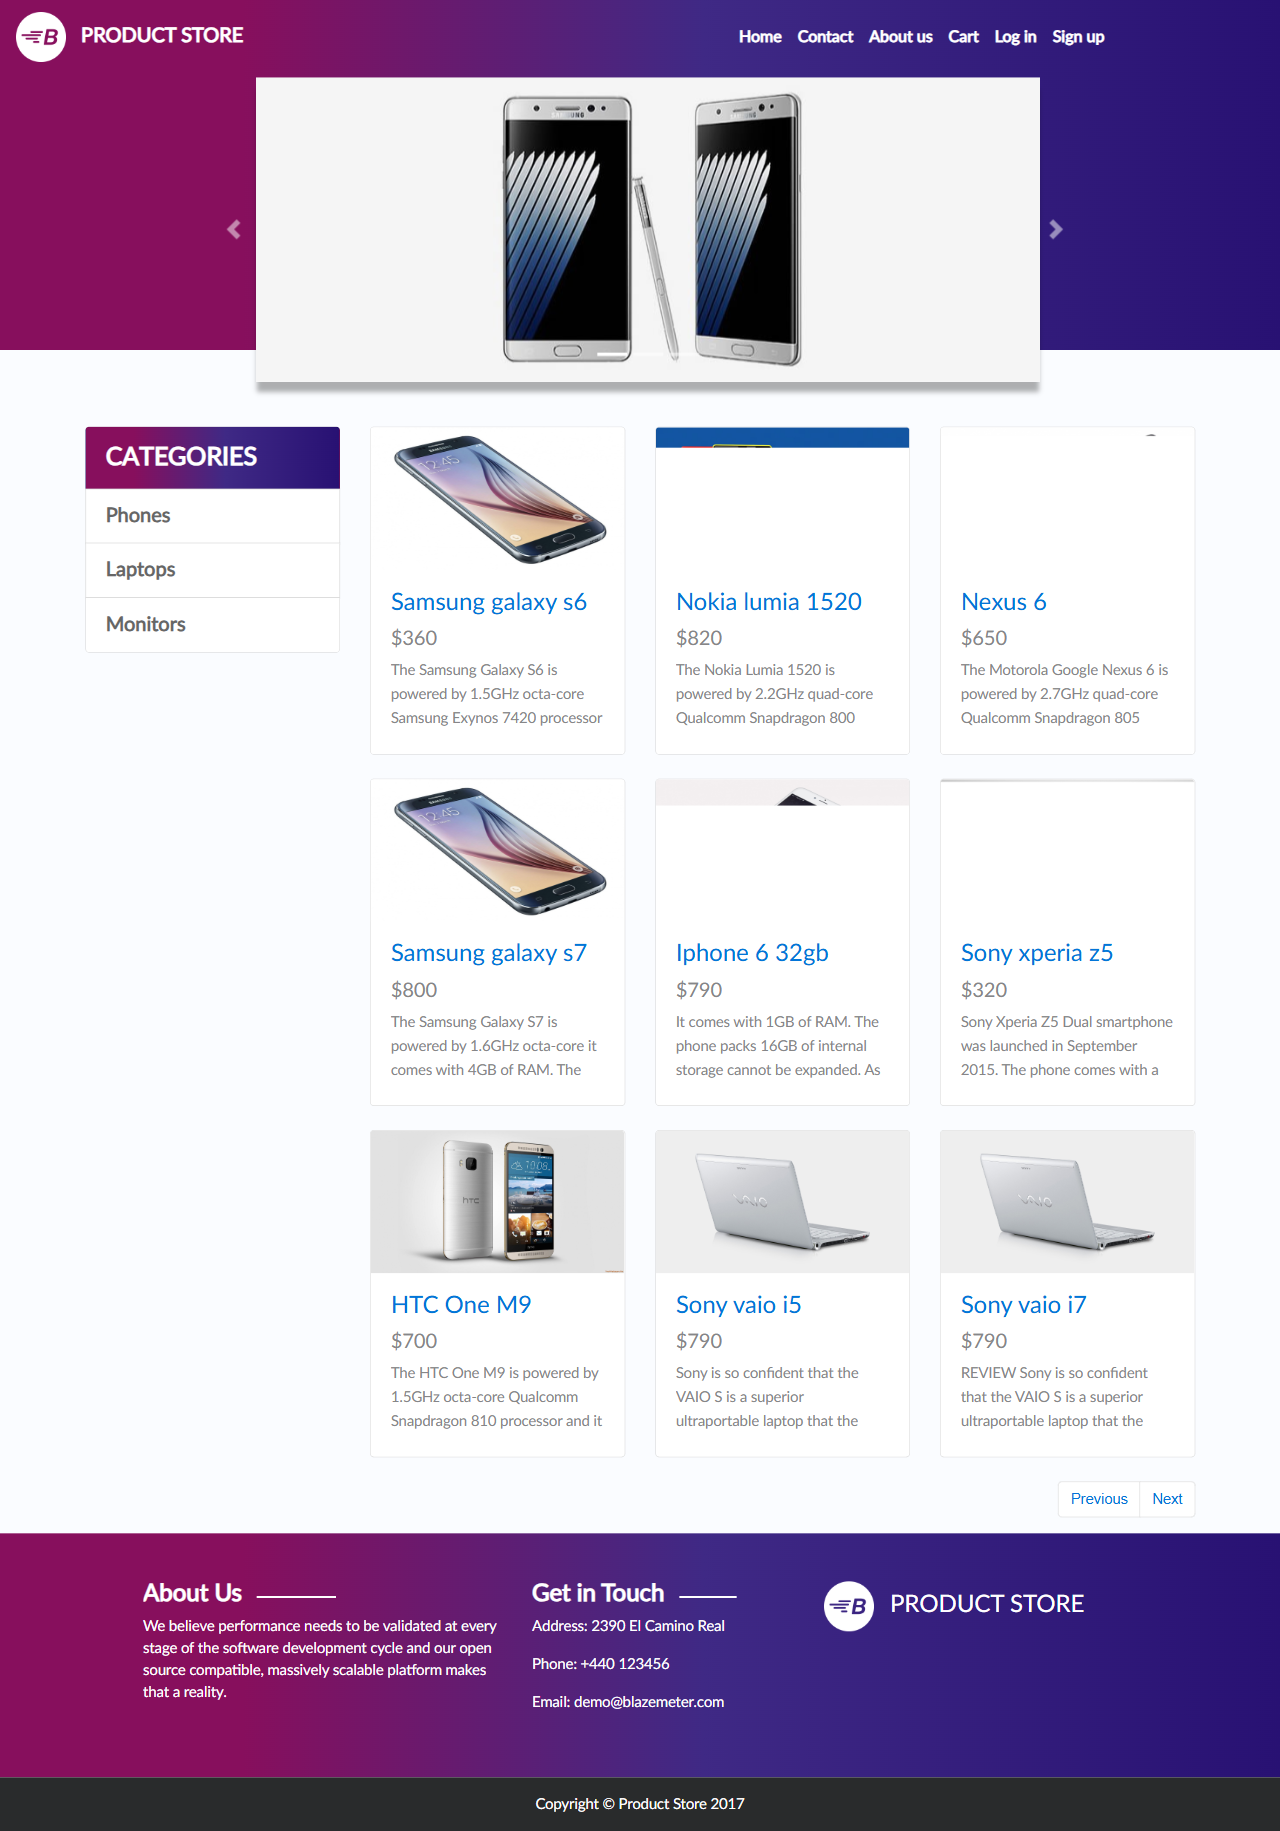 B PRODUCT STORE
Home Contact About us Cart Log in Sign up
SAMSUNG
CATEGORIES
Phones
Laptops
Monitors
12:45
Samsung galaxy s6
$360
The Samsung Galaxy S6 is
powered by 1.5GHz octa-core
Samsung Exynos 7420 processor
Nokia lumia 1520
$820
The Nokia Lumia 1520 is
powered by 2.2GHz quad-core
Qualcomm Snapdragon 800
Nexus 6
$650
The Motorola Google Nexus 6 is
powered by 2.7GHz quad-core
Qualcomm Snapdragon 805
12:45
Samsung galaxy s7
$800
The Samsung Galaxy S7 is
powered by 1.6GHz octa-core it
comes with 4GB of RAM. The
Iphone 6 32gb
$790
It comes with 1GB of RAM. The
phone packs 16GB of internal
storage cannot be expanded. As
Sony xperia z5
$320
Sony Xperia Z5 Dual smartphone
was launched in September
2015. The phone comes with a
hTC
10:08
HTC One M9
$700
The HTC One M9 is powered by
1.5GHz octa-core Qualcomm
Snapdragon 810 processor and it
VAIO
Sony vaio i5
$790
Sony is so confident that the
VAIO S is a superior
ultraportable laptop that the
VAIO
Sony vaio i7
$790
REVIEW Sony is so confident
that the VAIO S is a superior
ultraportable laptop that the
Previous Next
About Us
We believe performance needs to be validated at every
stage of the software development cycle and our open
source compatible, massively scalable platform makes
that a reality.
Get in Touch
Address: 2390 El Camino Real
Phone: +440 123456
Email: demo@blazemeter.com
B PRODUCT STORE
Copyright © Product Store 2017